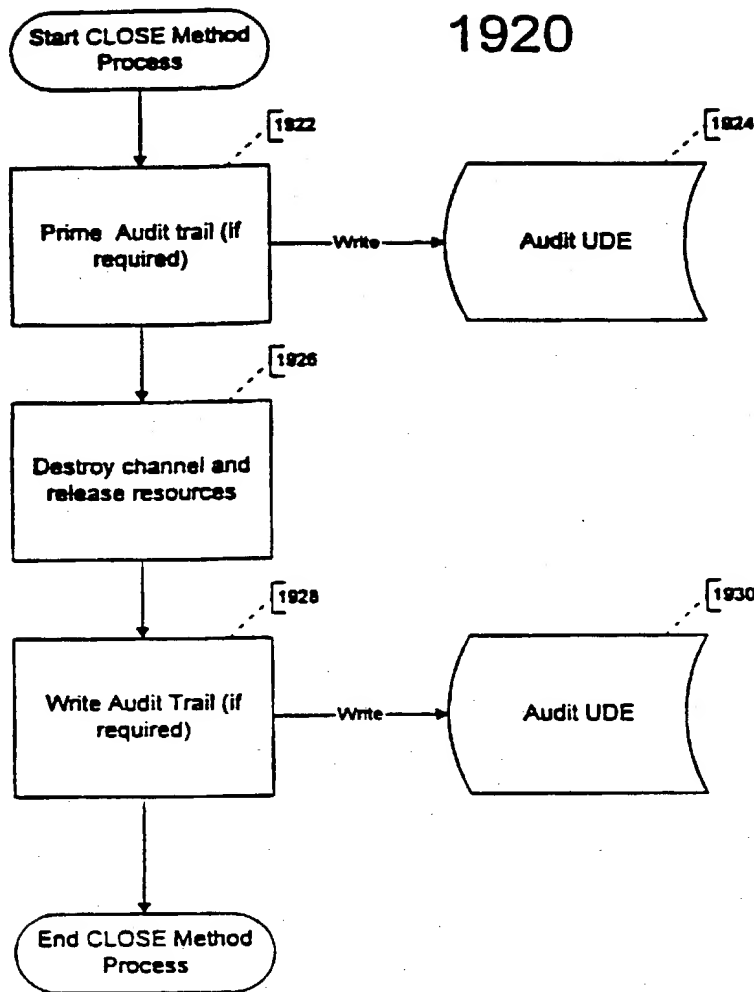 1920
Start CLOSE Method
Process
1922
1924
Prime Audit trail (if
required)
Write
Audit UDE
1926
Destroy channel and
release resources
1928
1930
Write Audit Trail (if
required)
Write
Audit UDE
End CLOSE Method
Process